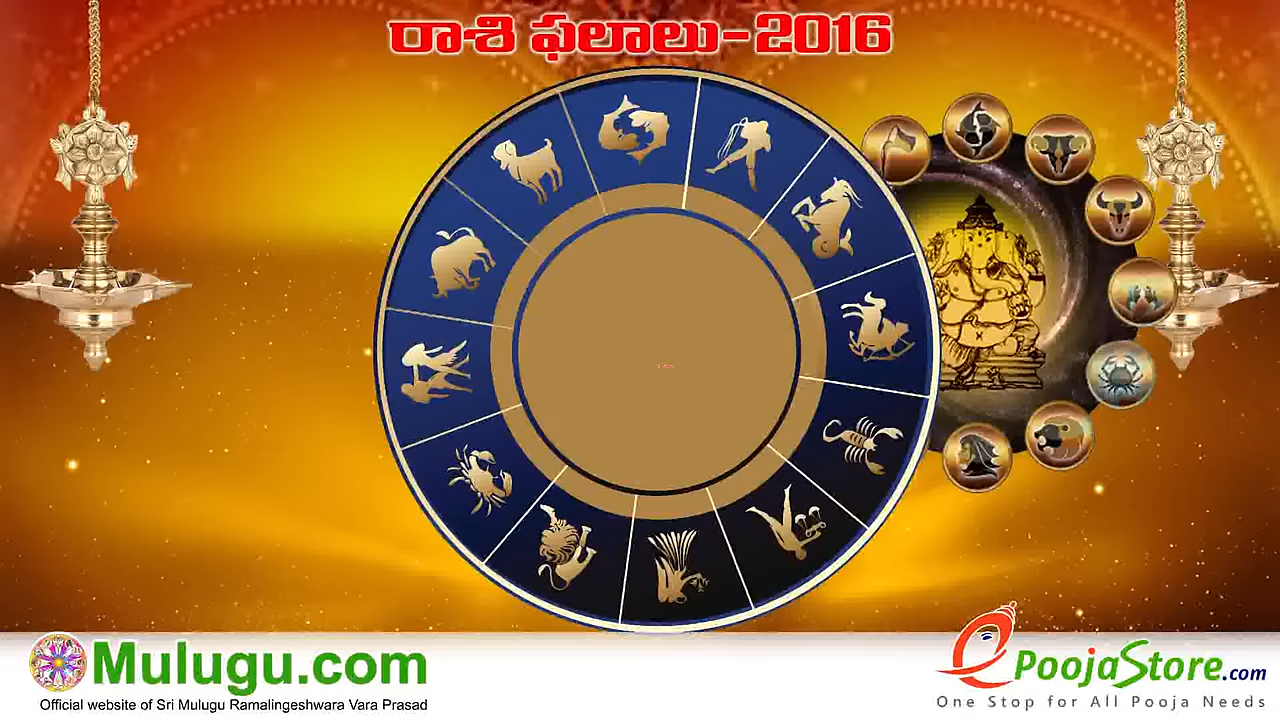 రాశి ఫలాలు-2016
Mulugu.com
Official website of Sri Mulugu Ramalingeshwara Vara Prasad
ePoojaStore.com
One Stop for All Pooja Needs